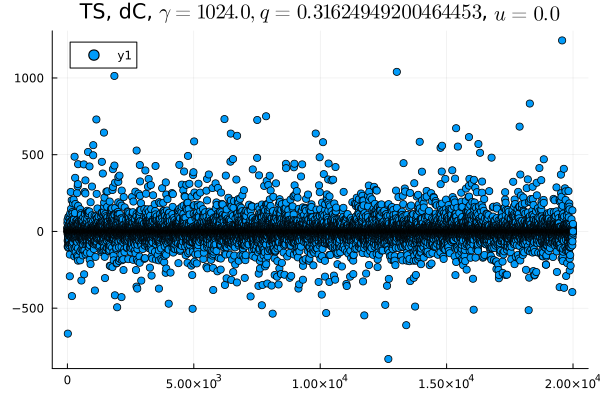 TS, dC, γ = 1024.0, q = 0.31624949200464453, u = 0.0
y1
1000
500
0
−500
0 5.00×10³ 1.00×10⁴ 1.50×10⁴ 2.00×10⁴